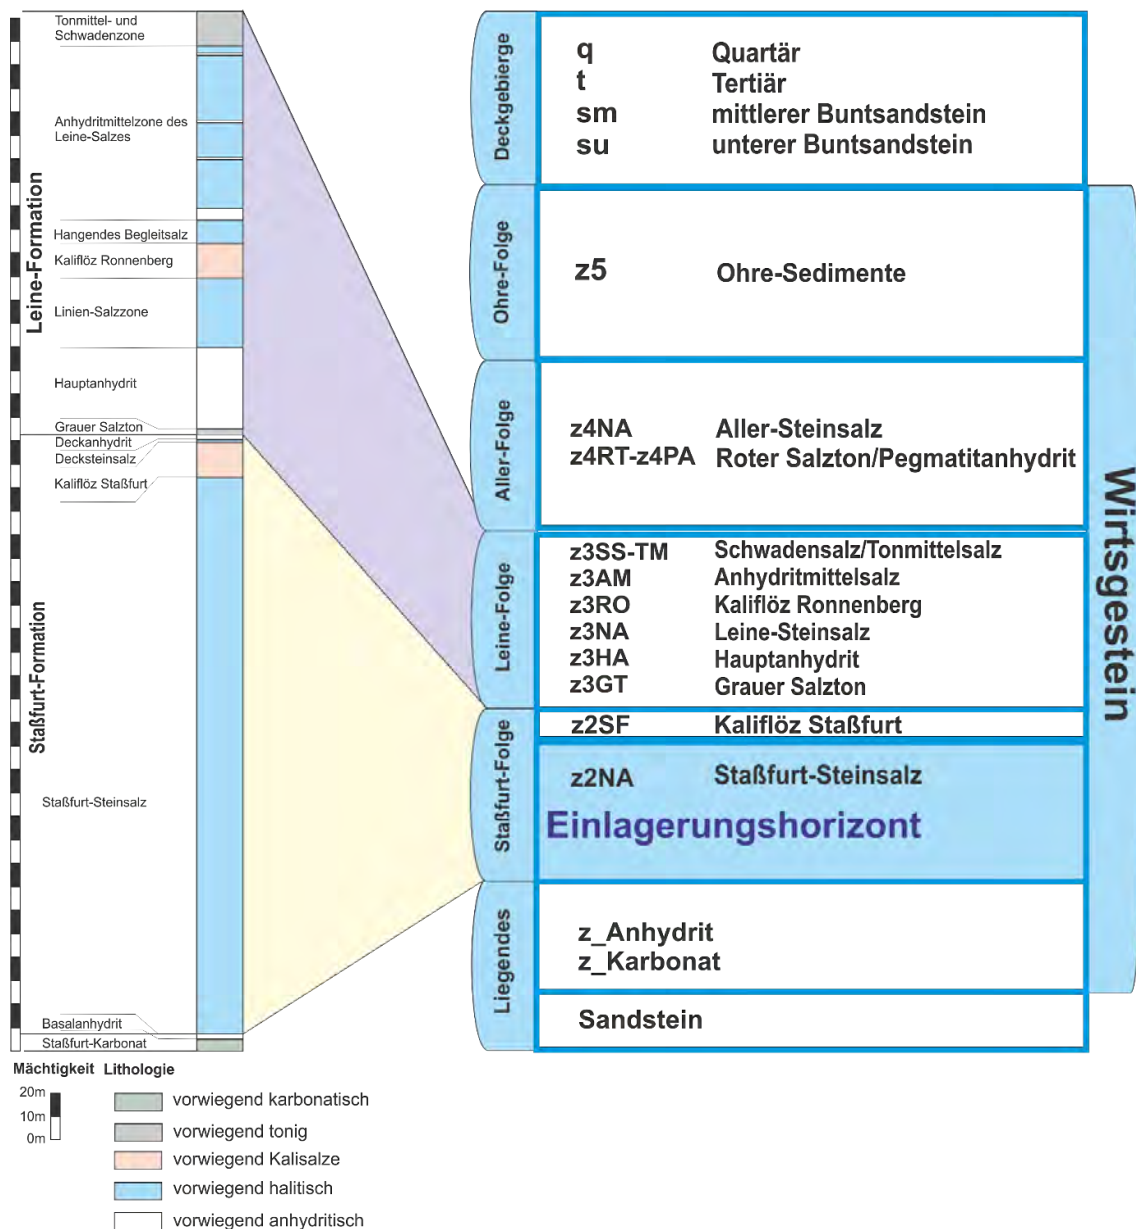 Tonmittel- und
Schwadenzone
Anhydritmittelzone des
Leine-Salzes
Hangendes Begleitsalz
Kaliflöz Ronnenberg
Linien-Salzzone
Hauptanhydrit
Grauer Salzton
Leine-Formation
Deckanhydrit
Decksteinsalz
Kaliflöz Staßfurt
Staßfurt-Steinsalz
Basalanhydrit
Staßfurt-Karbonat
Staßfurt-Formation
Mächtigkeit
20m
10m
0m
Lithologie
vorwiegend karbonatisch
vorwiegend tonig
vorwiegend Kalisalze
vorwiegend halitisch
vorwiegend anhydritisch
Deckgebierge
q Quartär
t Tertiär
sm mittlerer Buntsandstein
su unterer Buntsandstein
Ohre-Folge
z5 Ohre-Sedimente
Aller-Folge
z4NA Aller-Steinsalz
z4RT-z4PA Roter Salzton/Pegmatitanhydrit
Leine-Folge
z3SS-TM Schwadensalz/Tonmittelsalz
z3AM Anhydritmittelsalz
z3RO Kaliflöz Ronnenberg
z3NA Leine-Steinsalz
z3HA Hauptanhydrit
z3GT Grauer Salzton
Staßfurt-Folge
z2SF Kaliflöz Staßfurt
z2NA Staßfurt-Steinsalz
Einlagerungshorizont
Liegendes
z_Anhydrit
z_Karbonat
Sandstein
Wirtsgestein